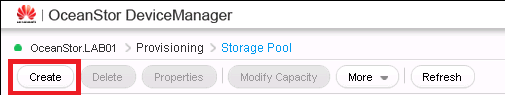 OceanStor DeviceManager
OceanStor.LAB01 > Provisioning > Storage Pool
Create Delete Properties Modify Capacity More Refresh